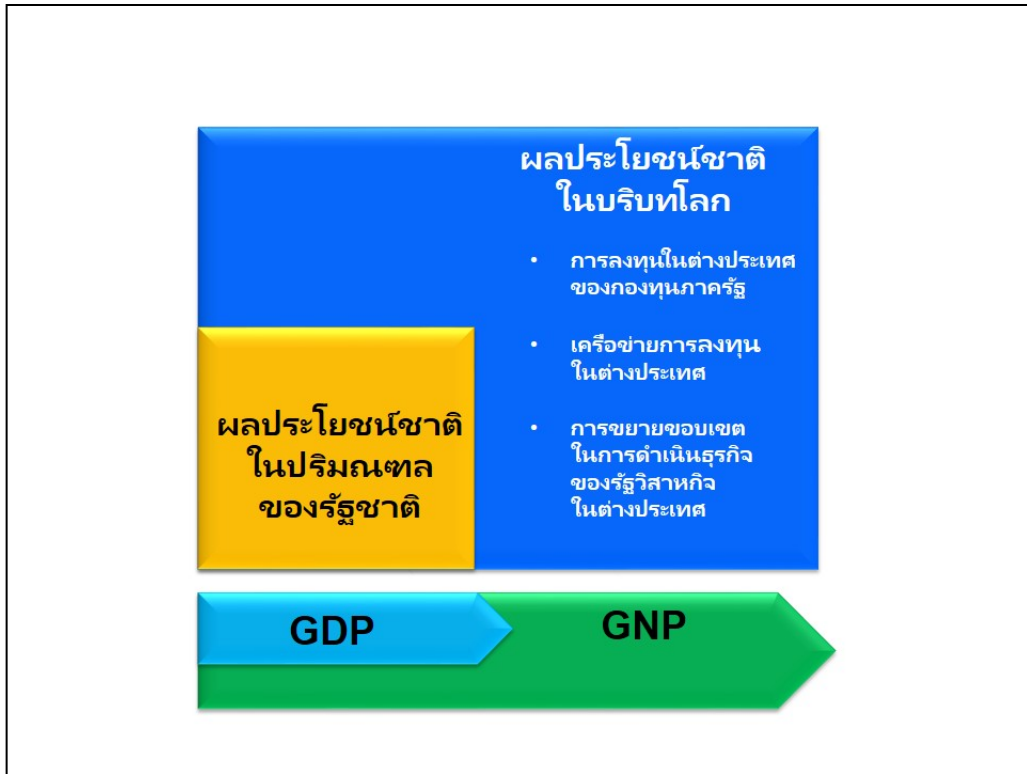 ผลประโยชน์ชาติ
ในบริบทโลก
• การลงทุนในต่างประเทศ
ของกองทุนภาครัฐ
• เครือข่ายการลงทุน
ในต่างประเทศ
• การขยายขอบเขต
ในการดำเนินธุรกิจ
ของรัฐวิสาหกิจ
ในต่างประเทศ
ผลประโยชน์ชาติ
ในปริมณฑล
ของรัฐชาติ
GDP
GNP